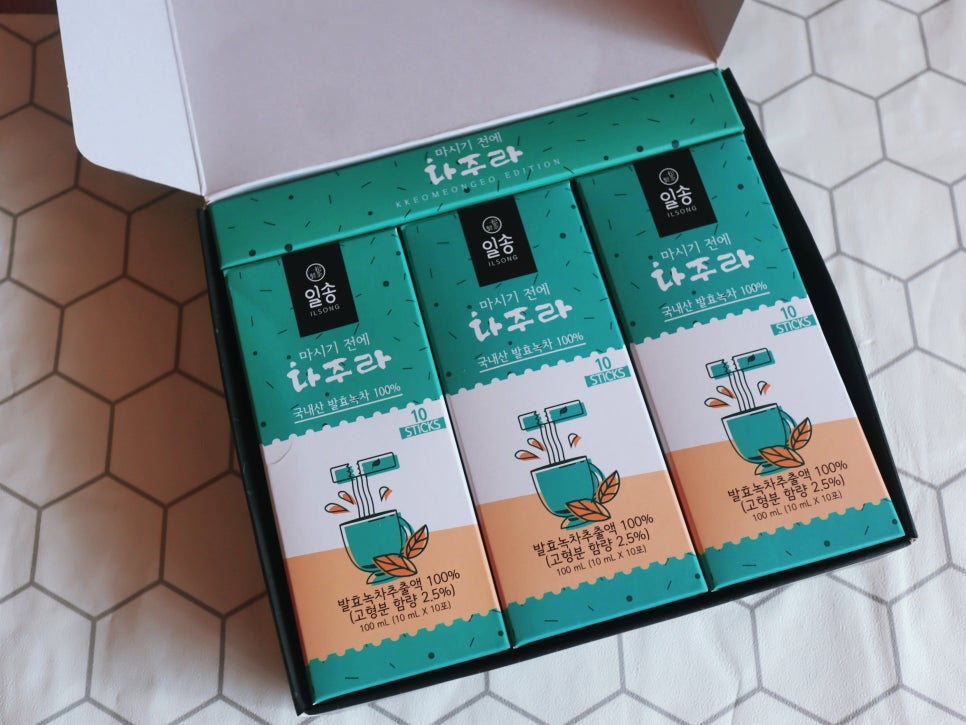 마시기 전에
차주라
KKEOMEONGEO EDITION
일송
ILSONG
마시기 전에
차주라
국내산 발효녹차 100%
10
STICKS
발효녹차추출액 100%
(고형분 함량 2.5%)
100 mL (10 mL X 10포)
일송
ILSONG
마시기 전에
차주라
국내산 발효녹차 100%
10
STICKS
발효녹차추출액 100%
(고형분 함량 2.5%)
100 mL (10 mL X 10포)
일송
ILSONG
마시기 전에
차주라
국내산 발효녹차 100%
10
STICKS
발효녹차추출액 100%
(고형분 함량 2.5%)
100 mL (10 mL X 10포)